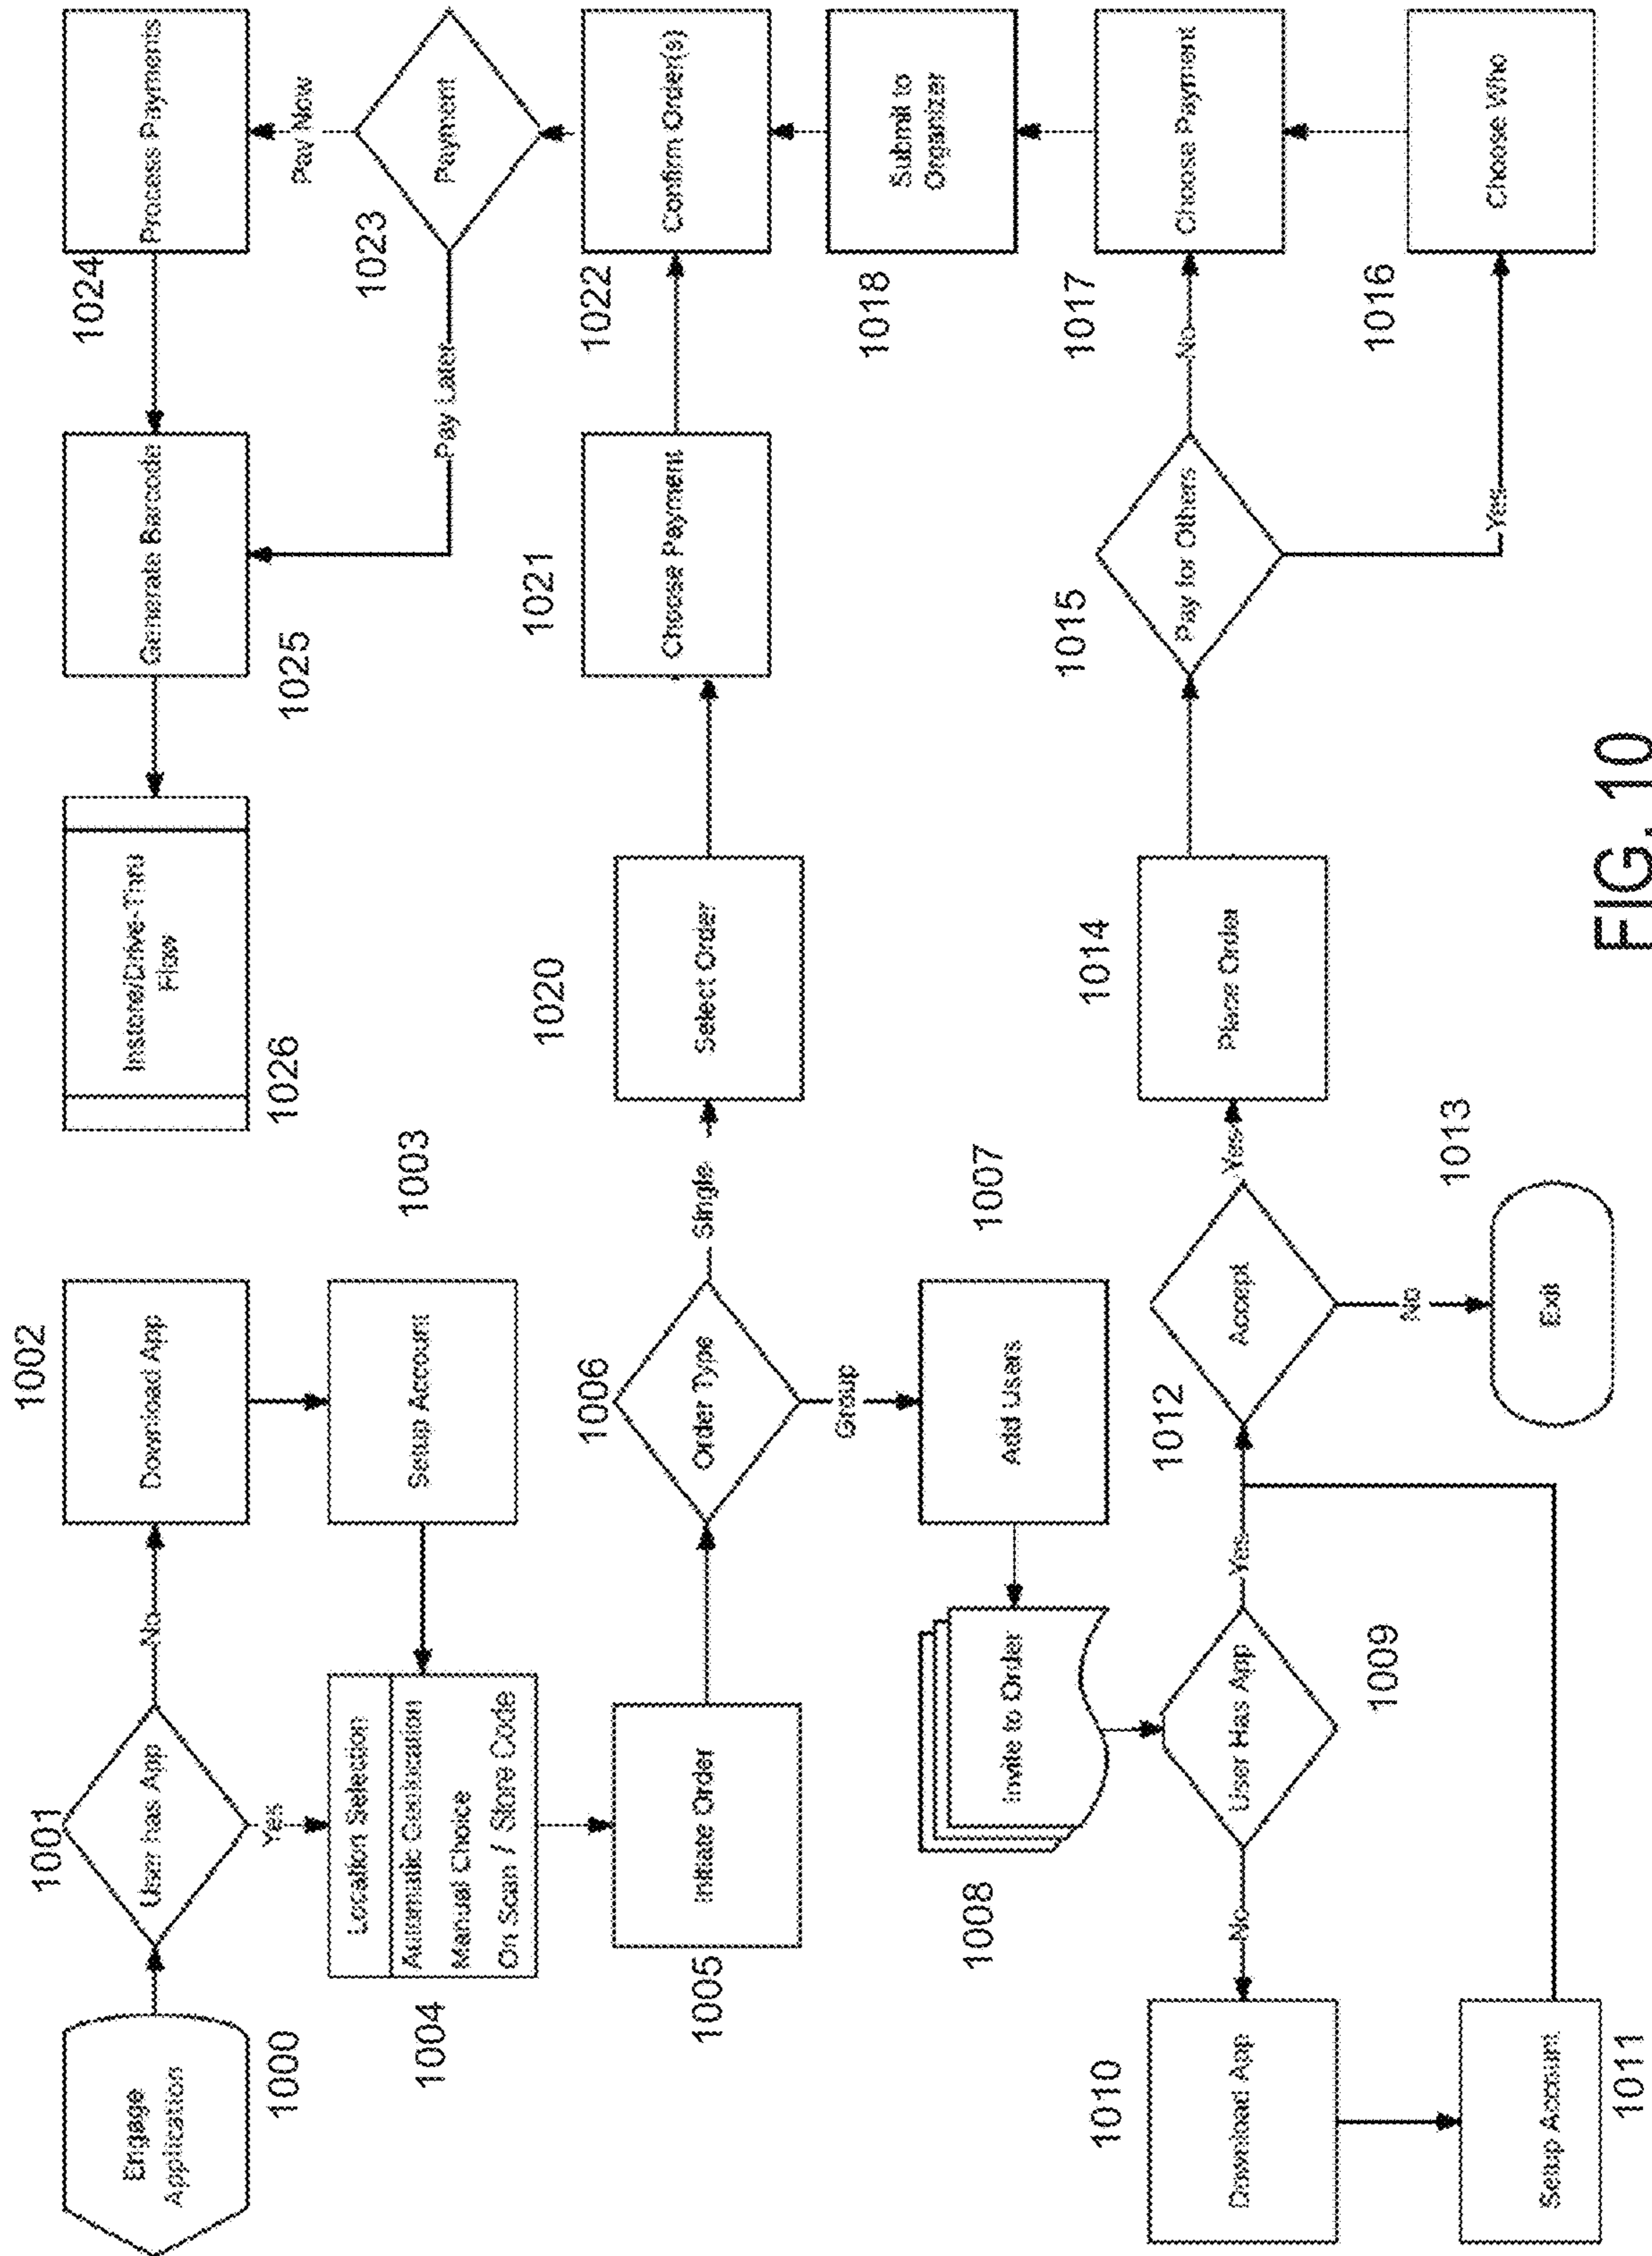 Engage
Application
1000
1001
User has App
No
Yes
1002
Download App
Setup Account
1003
Location Selection
Automatic Geolocation
Manual Choice
On Scan / Store Code
1004
Initiate Order
1005
1006
Order Type
Single
Group
Add Users
1007
Invite to Order
1008
User Has App
1009
No
Yes
Download App
1010
Setup Account
1011
1012
Accept
Yes
No
Exit
1013
Place Order
1014
Pay for Others
1015
No
Yes
Choose Who
1016
Choose Payment
1017
Submit to
Organizer
1018
Select Order
1020
Choose Payment
1021
Confirm Order(s)
1022
Payment
1023
Pay Now
Pay Later
Process Payments
1024
Generate Barcode
1025
Instore/Drive-Thru
Flow
1026
FIG. 10